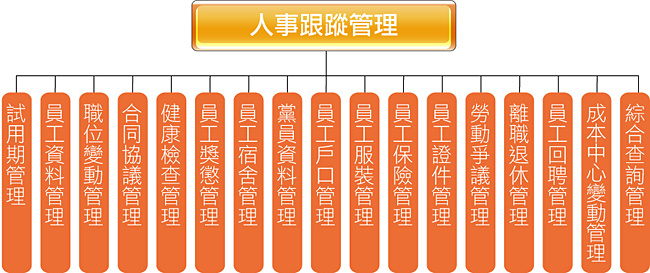 人事跟蹤管理
試用期管理
員工資料管理
職位變動管理
合同協議管理
健康檢查管理
員工獎懲管理
員工宿舍管理
黨員資料管理
員工戶口管理
員工服裝管理
員工保險管理
員工證件管理
勞動爭議管理
離職退休管理
員工回聘管理
成本中心變動管理
綜合查詢管理